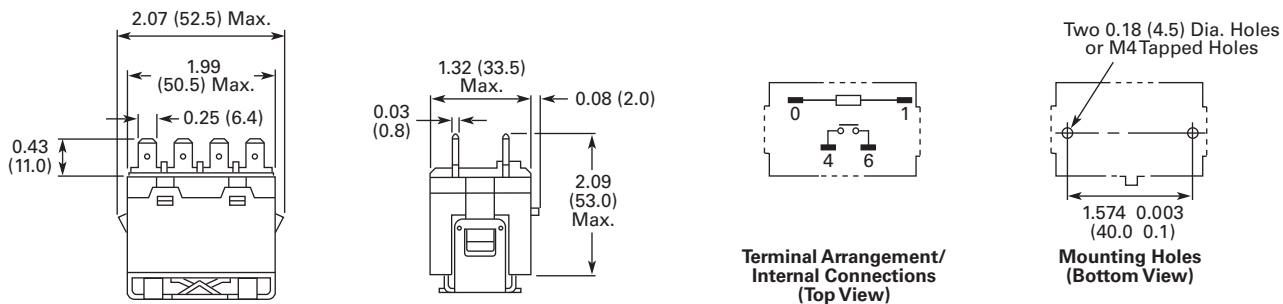 2.07 (52.5) Max.
1.99
(50.5) Max.
0.25 (6.4)
0.43
(11.0)
1.32 (33.5)
Max.
0.03
(0.8)
0.08 (2.0)
2.09
(53.0)
Max.
0
1
4
6
Terminal Arrangement/
Internal Connections
(Top View)
Two 0.18 (4.5) Dia. Holes
or M4 Tapped Holes
1.574 0.003
(40.0 0.1)
Mounting Holes
(Bottom View)